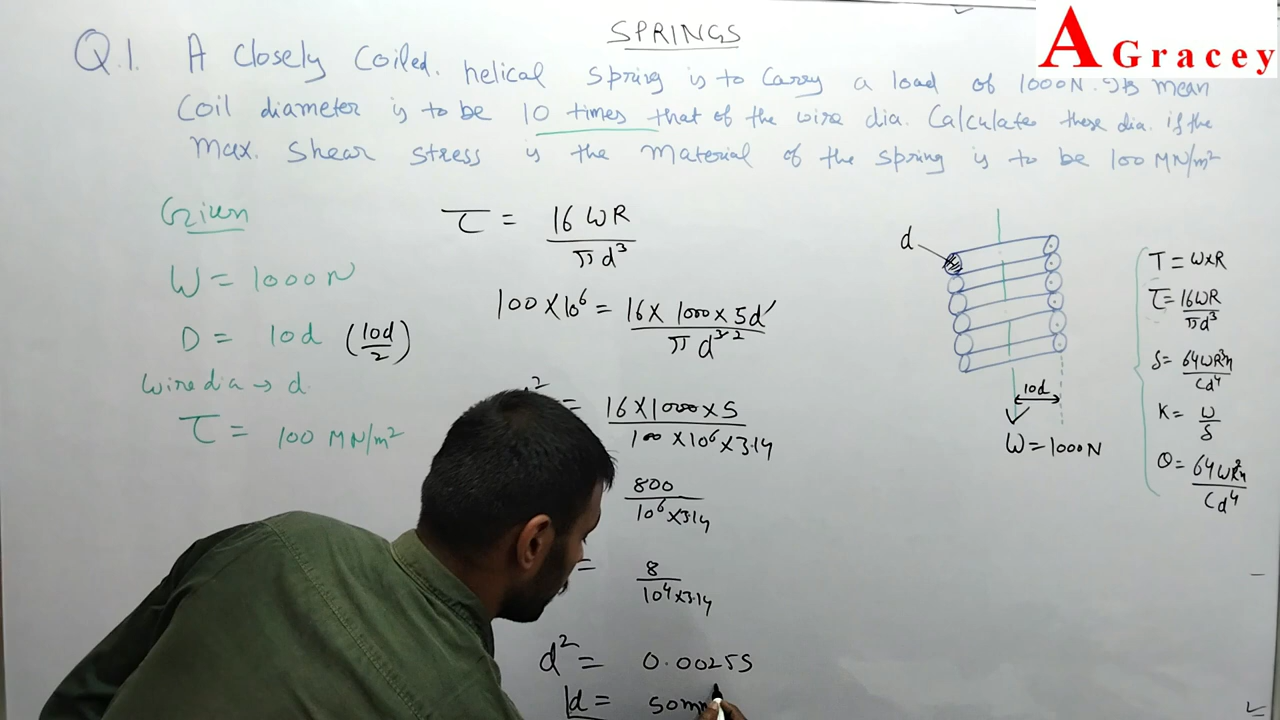 SPRINGS
A Gracey
Q.1. A Closely Coiled. helical spring is to Carry a load of 1000N. Its mean
Coil diameter is to be 10 times that of the wire dia. Calculate these dia. if the
Max. Shear stress is the Material of the spring is to be 100 MN/m²
Given
W = 1000N
D = 10d (10d/2)
Wire dia → d.
τ = 100 MN/m²
τ = 16WR/πd³
100×10⁶ = 16×1000×5d/πd³ ²
² = 16×1000×5/100×10⁶×3.14
800/10⁶×3.14
= 8/10⁴×3.14
d² = 0.00255
d = 50m
d
10d
W = 1000N
T = W×R
τ = 16WR/πd³
δ = 64WR³n/Cd⁴
K = W/δ
θ = 64WR²n/Cd⁴